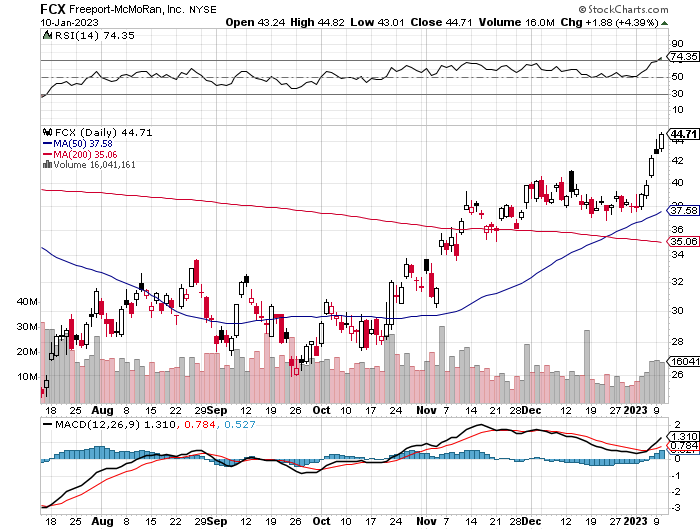 FCX Freeport-McMoRan, Inc. NYSE
© StockCharts.com
10-Jan-2023
Open 43.24 High 44.82 Low 43.01 Close 44.71 Volume 16.0M Chg +1.88 (+4.39%)
RSI(14) 74.35
90
74.35
50
30
10
FCX (Daily) 44.71
MA(50) 37.58
MA(200) 35.06
Volume 16,041,161
44.71
44
42
40
38
37.58
36
35.06
34
32
30
28
26
16041
40M
30M
20M
10M
18 25 Aug 8 15 22 29 Sep 12 19 26 Oct 10 17 24 Nov 7 14 21 28 Dec 12 19 27 2023 9
MACD(12,26,9) 1.310, 0.784, 0.527
2
1.310
0.784
0
-1
-2
-3
18 25 Aug 8 15 22 29 Sep 12 19 26 Oct 10 17 24 Nov 7 14 21 28 Dec 12 19 27 2023 9